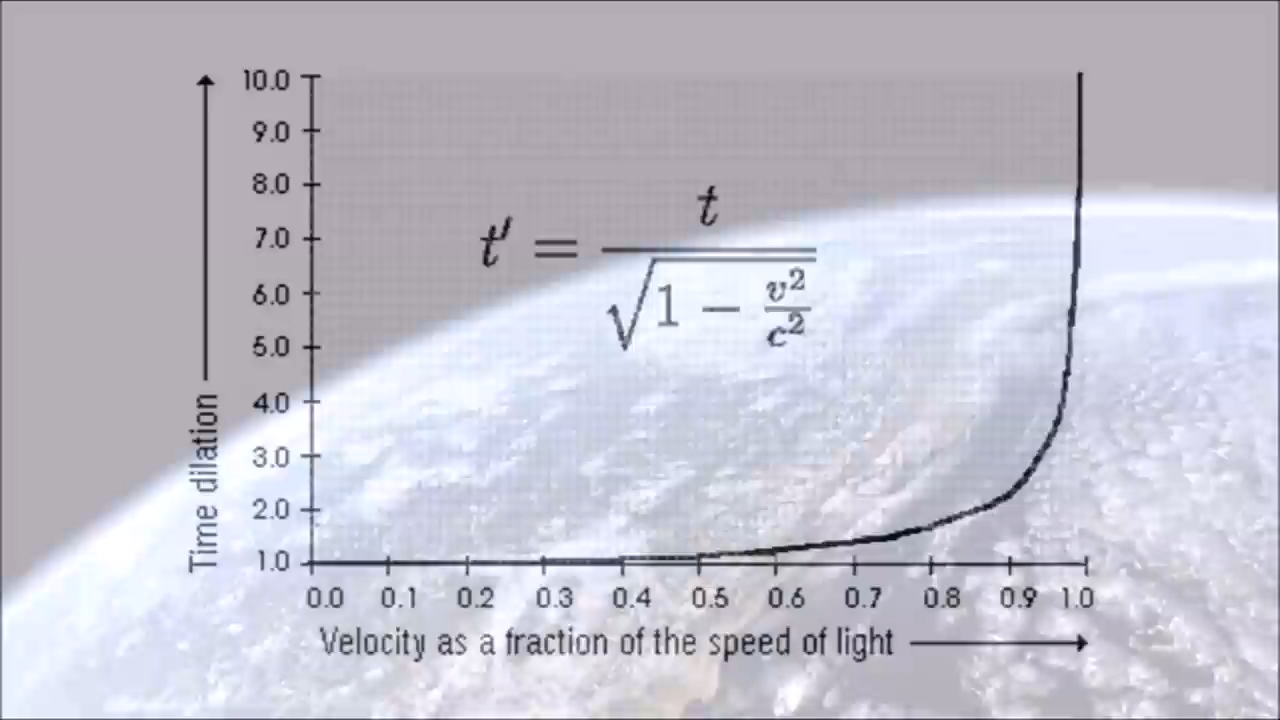 10.0
9.0
8.0
7.0
6.0
5.0
4.0
3.0
2.0
1.0
Time dilation
t′ = t / √(1 − v²/c²)
0.0 0.1 0.2 0.3 0.4 0.5 0.6 0.7 0.8 0.9 1.0
Velocity as a fraction of the speed of light